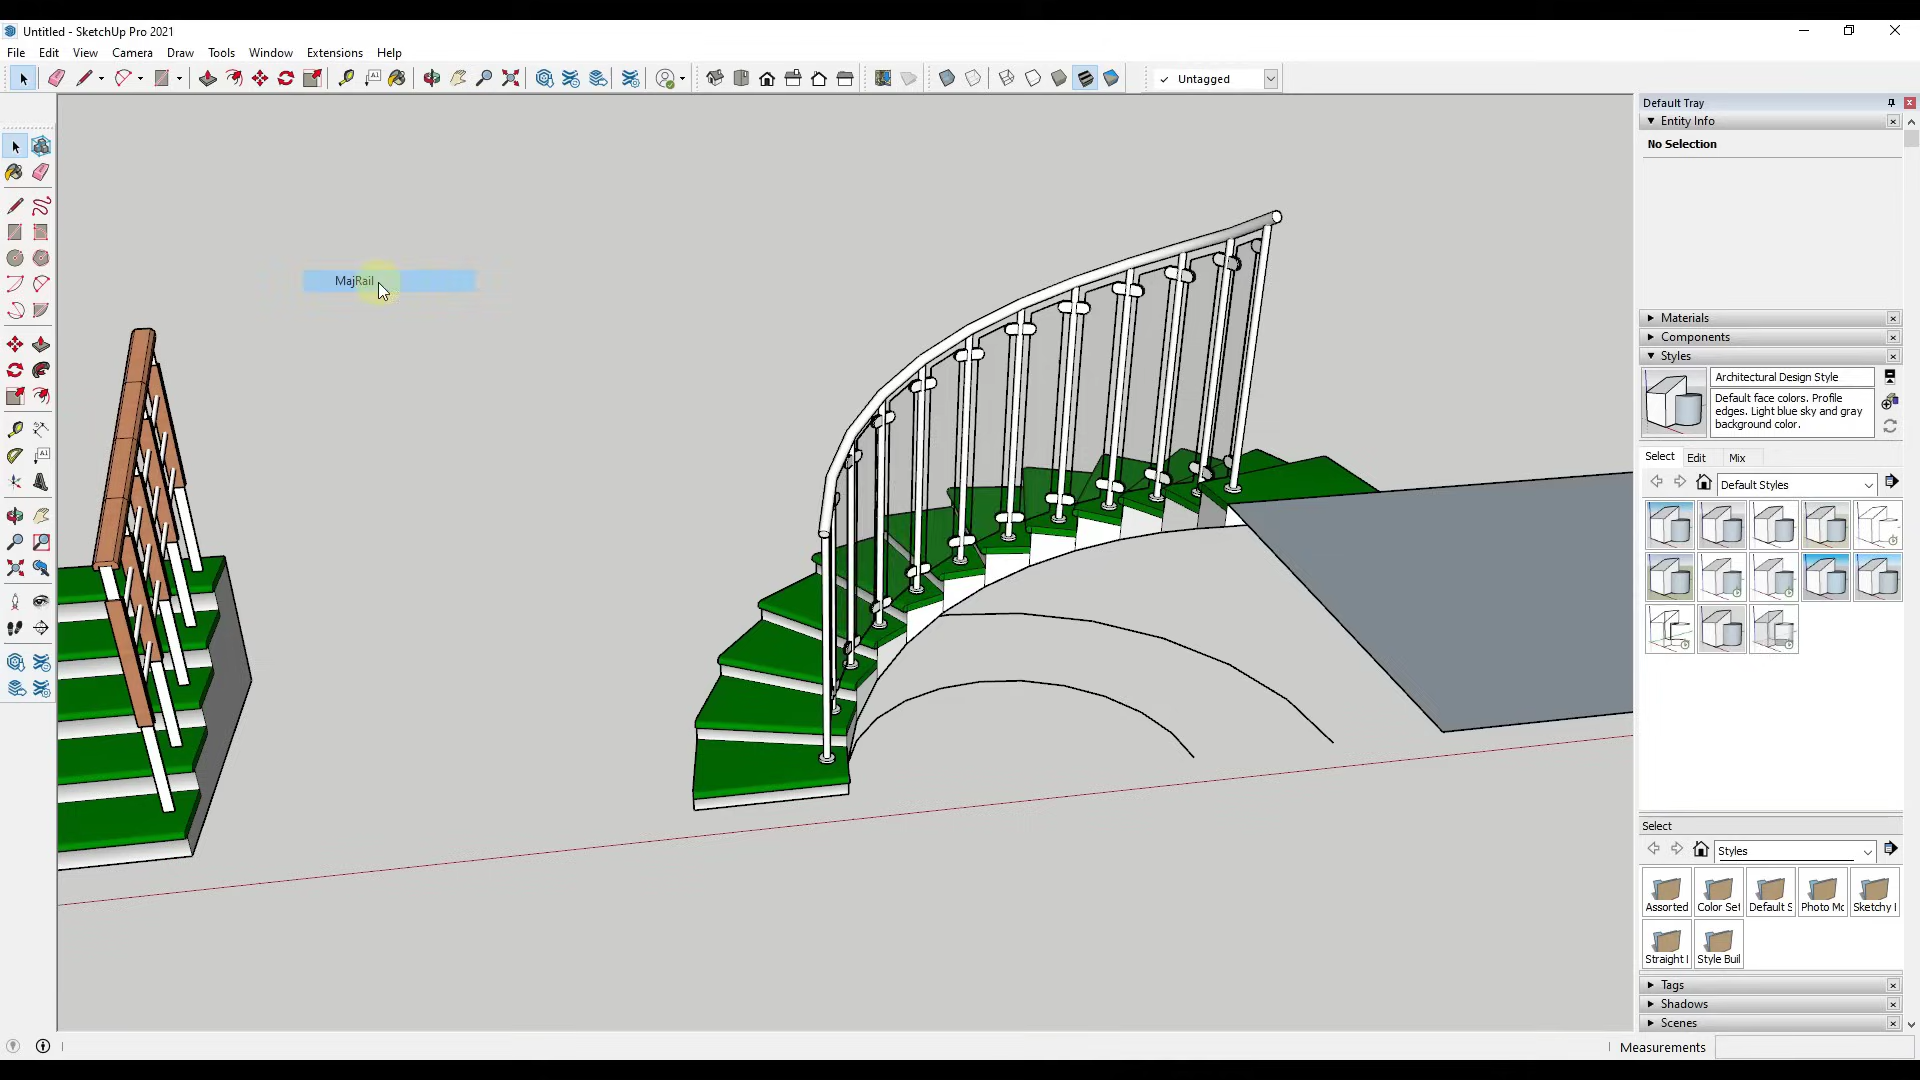 Untitled - SketchUp Pro 2021
File Edit View Camera Draw Tools Window Extensions Help
Untagged
Default Tray
Entity Info
No Selection
MajRail
Materials
Components
Styles
Architectural Design Style
Default face colors. Profile
edges. Light blue sky and gray
background color.
Select Edit Mix
Default Styles
Select
Styles
Assorted Color Set Default S Photo Mo Sketchy I
Straight I Style Buil
Tags
Shadows
Scenes
Measurements